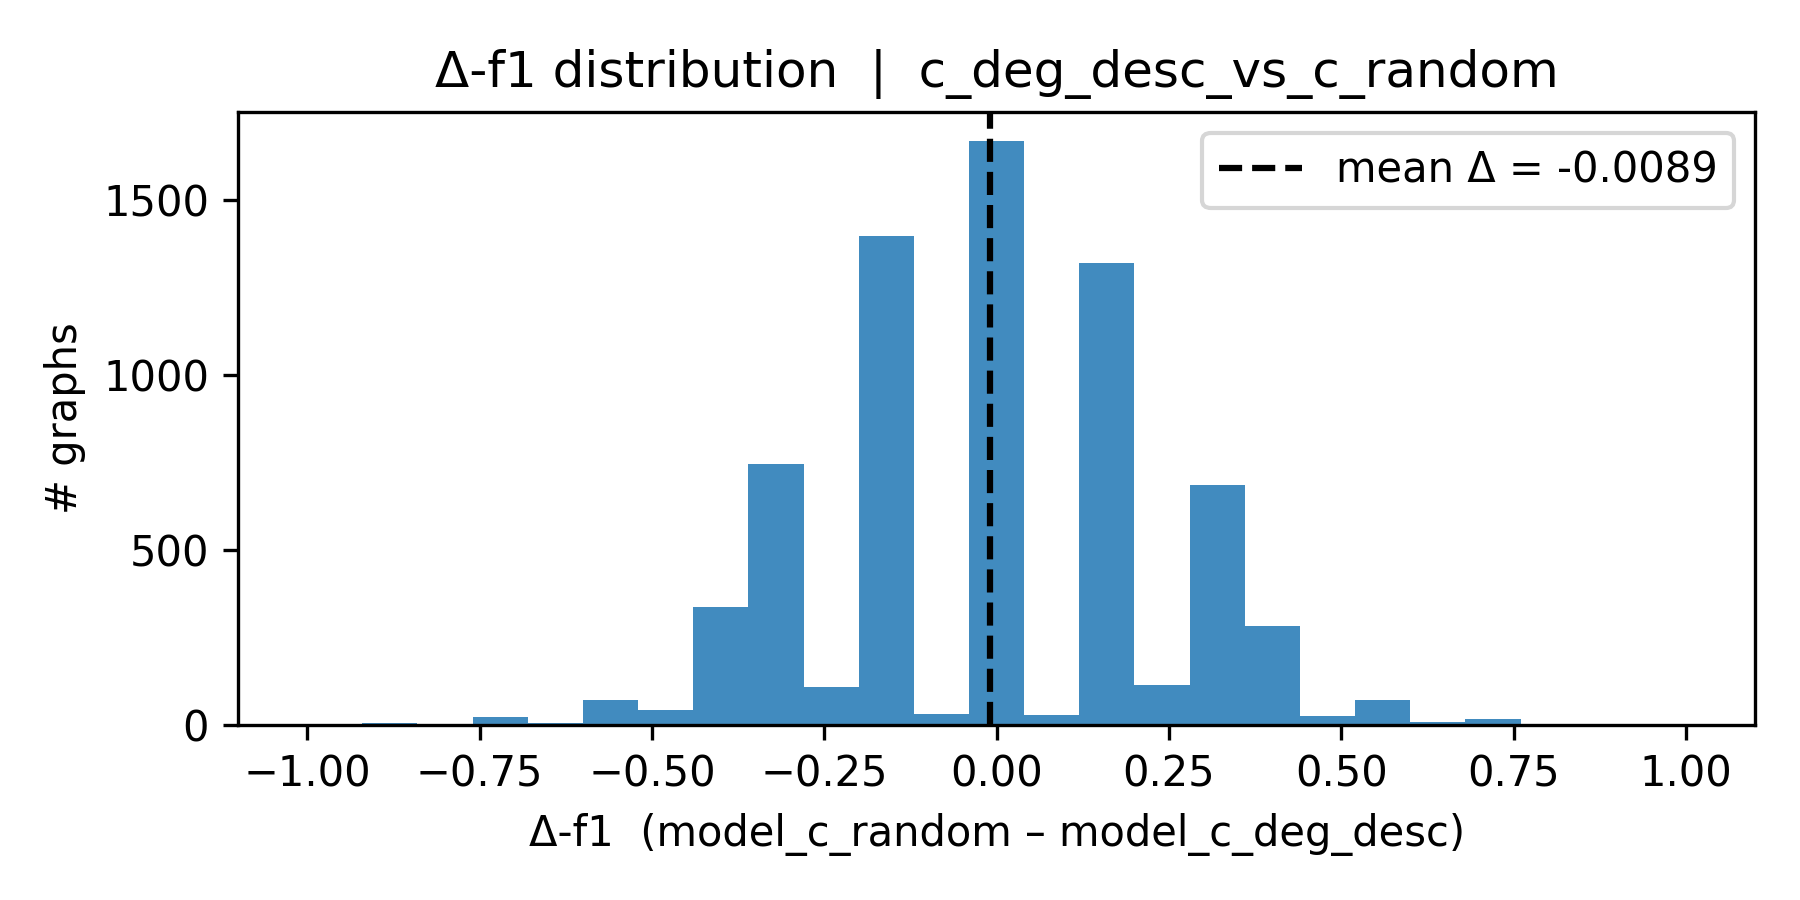 Δ-f1 distribution | c_deg_desc_vs_c_random
mean Δ = -0.0089
# graphs
1500
1000
500
0
−1.00 −0.75 −0.50 −0.25 0.00 0.25 0.50 0.75 1.00
Δ-f1 (model_c_random – model_c_deg_desc)